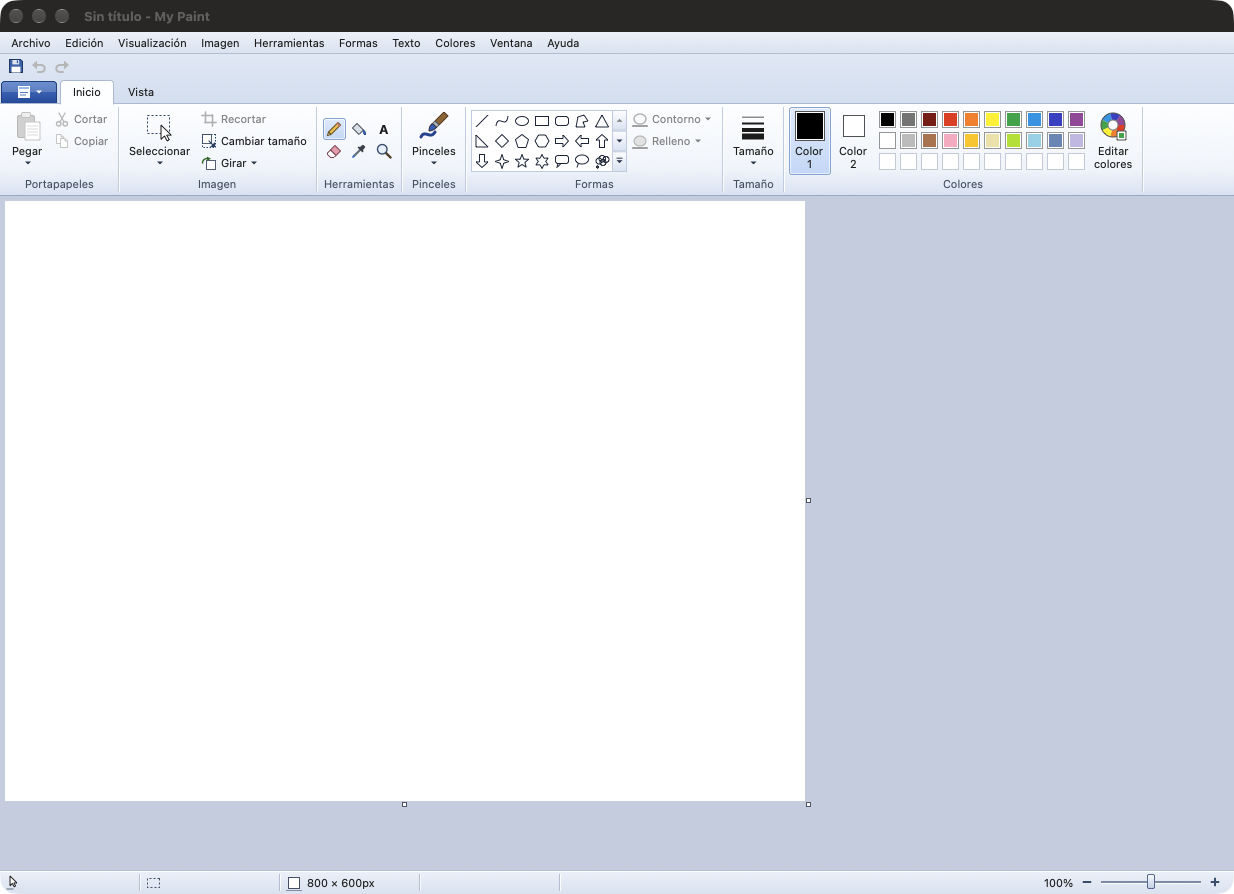 Sin título - My Paint
Archivo Edición Visualización Imagen Herramientas Formas Texto Colores Ventana Ayuda
Inicio Vista
Pegar
Cortar
Copiar
Portapapeles
Seleccionar
Recortar
Cambiar tamaño
Girar
Imagen
A
Herramientas
Pinceles
Pinceles
Contorno
Relleno
Formas
Tamaño
Tamaño
Color
1
Color
2
Editar
colores
Colores
800 × 600px
100%